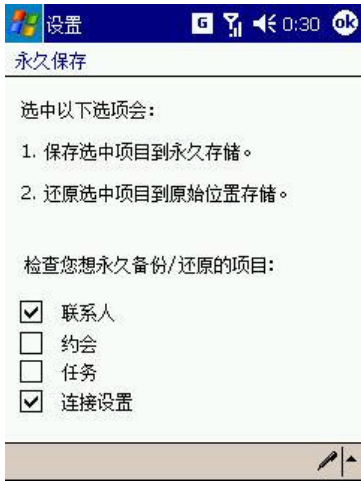 设置 G 0:30 ok
永久保存
选中以下选项会:
1. 保存选中项目到永久存储。
2. 还原选中项目到原始位置存储。
检查您想永久备份/还原的项目:
联系人
约会
任务
连接设置